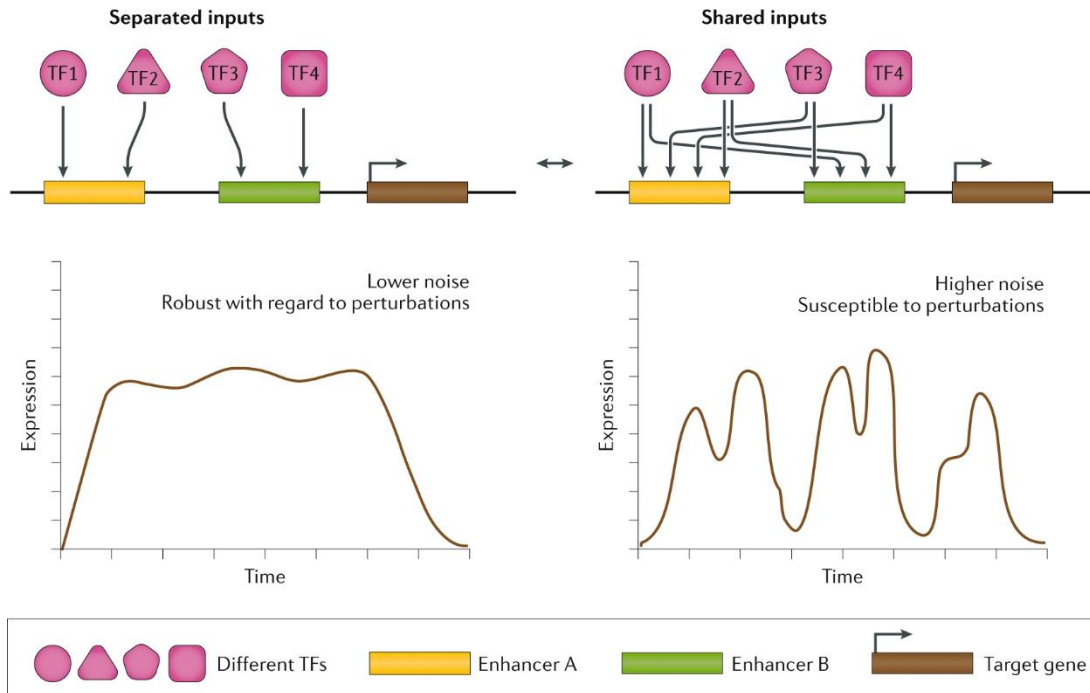 Separated inputs
TF1
TF2
TF3
TF4
Lower noise
Robust with regard to perturbations
Expression
Time
Shared inputs
TF1
TF2
TF3
TF4
Higher noise
Susceptible to perturbations
Expression
Time
Different TFs
Enhancer A
Enhancer B
Target gene